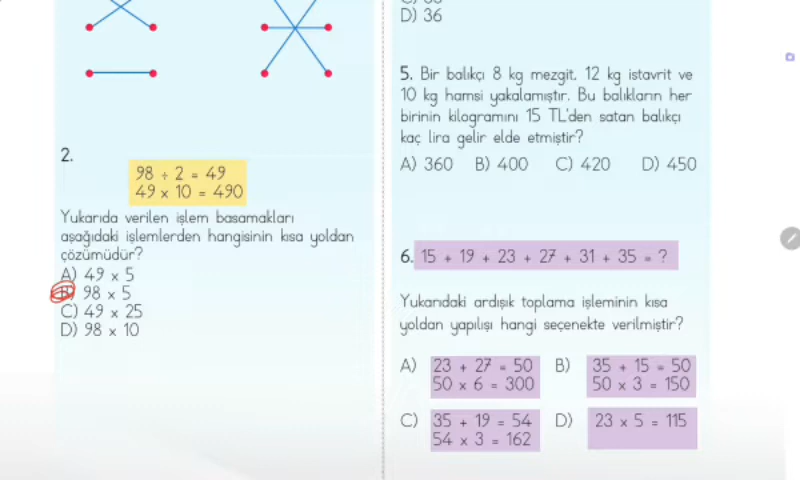 2.
98 ÷ 2 = 49
49 x 10 = 490
Yukarıda verilen işlem basamakları
aşağıdaki işlemlerden hangisinin kısa yoldan
çözümüdür?
A) 49 x 5
B) 98 x 5
C) 49 x 25
D) 98 x 10
D) 36
5. Bir balıkçı 8 kg mezgit, 12 kg istavrit ve
10 kg hamsi yakalamıştır. Bu balıkların her
birinin kilogramını 15 TL'den satan balıkçı
kaç lira gelir elde etmiştir?
A) 360 B) 400 C) 420 D) 450
6. 15 + 19 + 23 + 27 + 31 + 35 = ?
Yukarıdaki ardışık toplama işleminin kısa
yoldan yapılışı hangi seçenekte verilmiştir?
A) 23 + 27 = 50
50 x 6 = 300
B) 35 + 15 = 50
50 x 3 = 150
C) 35 + 19 = 54
54 x 3 = 162
D) 23 x 5 = 115